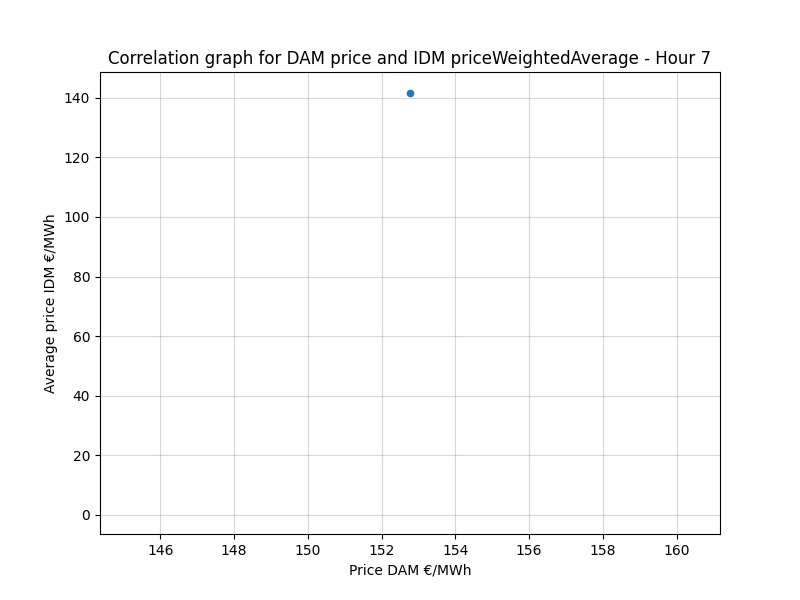 Correlation graph for DAM price and IDM priceWeightedAverage - Hour 7
140
120
100
80
60
40
20
0
Average price IDM €/MWh
146 148 150 152 154 156 158 160
Price DAM €/MWh